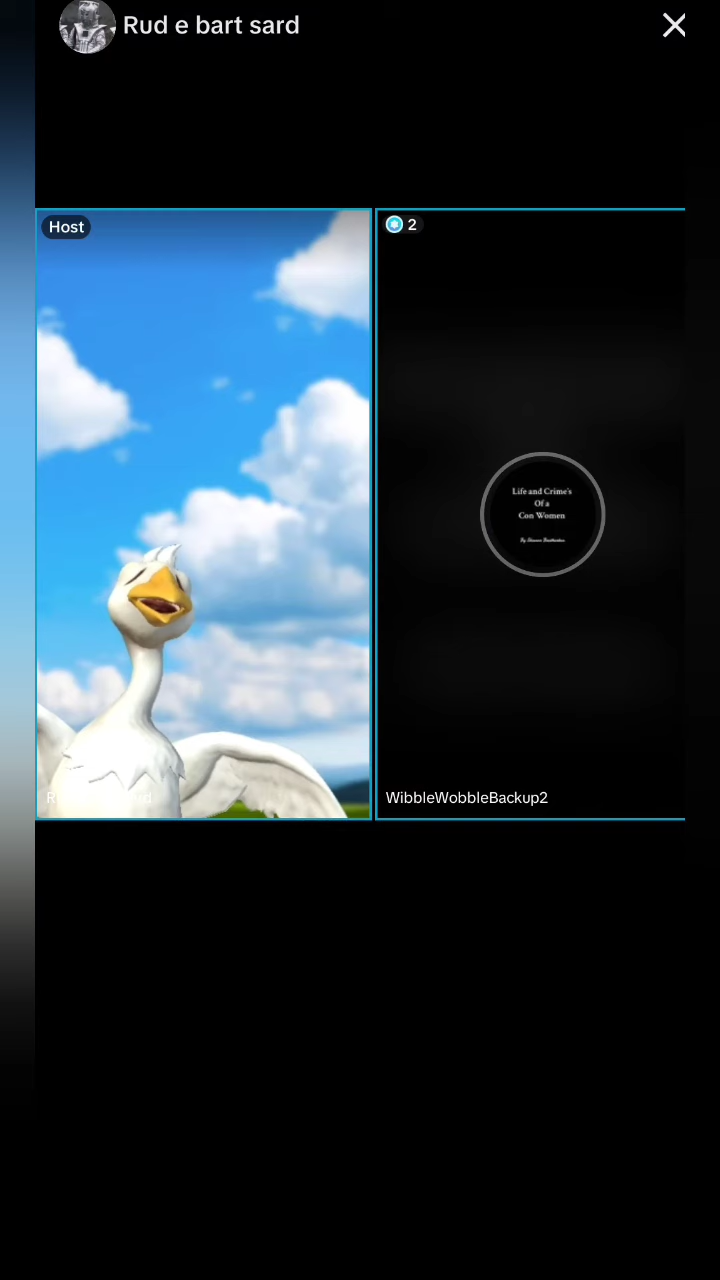 Rud e bart sard
Host
2
Life and Crime's
Of a
Con Women
WibbleWobbleBackup2